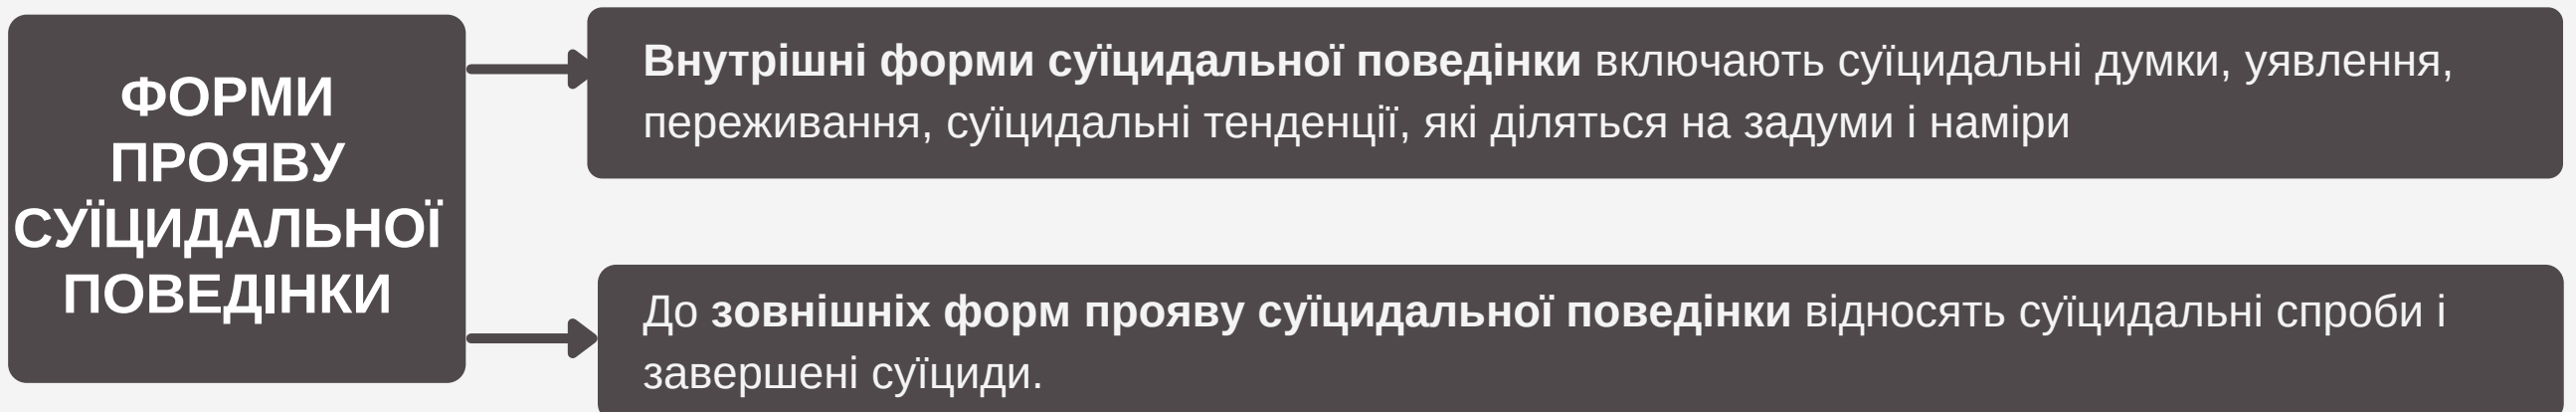 ФОРМИ
ПРОЯВУ
СУЇЦИДАЛЬНОЇ
ПОВЕДІНКИ
Внутрішні форми суїцидальної поведінки включають суїцидальні думки, уявлення,
переживання, суїцидальні тенденції, які діляться на задуми і наміри
До зовнішніх форм прояву суїцидальної поведінки відносять суїцидальні спроби і
завершені суїциди.